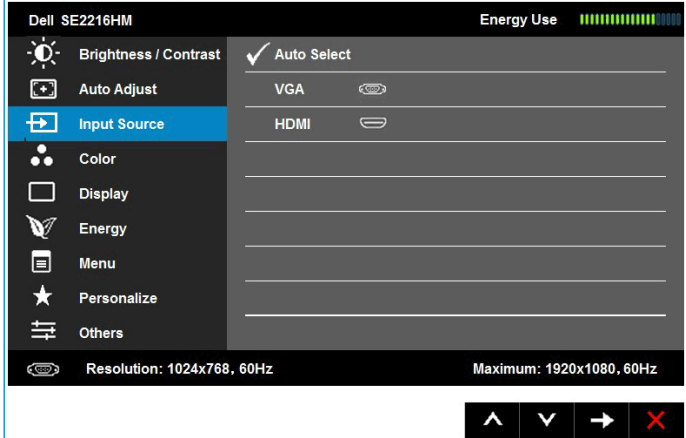 Dell SE2216HM Energy Use
Brightness / Contrast Auto Select
Auto Adjust VGA
Input Source HDMI
Color
Display
Energy
Menu
Personalize
Others
Resolution: 1024x768, 60Hz Maximum: 1920x1080, 60Hz